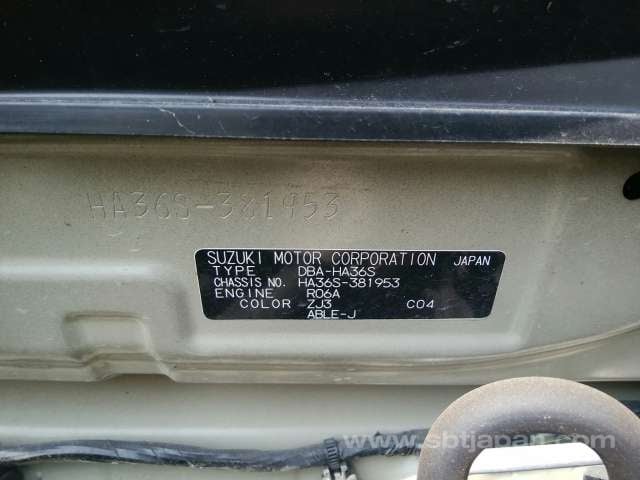 HA36S-381953
SUZUKI MOTOR CORPORATION JAPAN
TYPE DBA-HA36S
CHASSIS NO. HA36S-381953
ENGINE R06A
COLOR ZJ3 C04
ABLE-J
www.sbtjapan.com